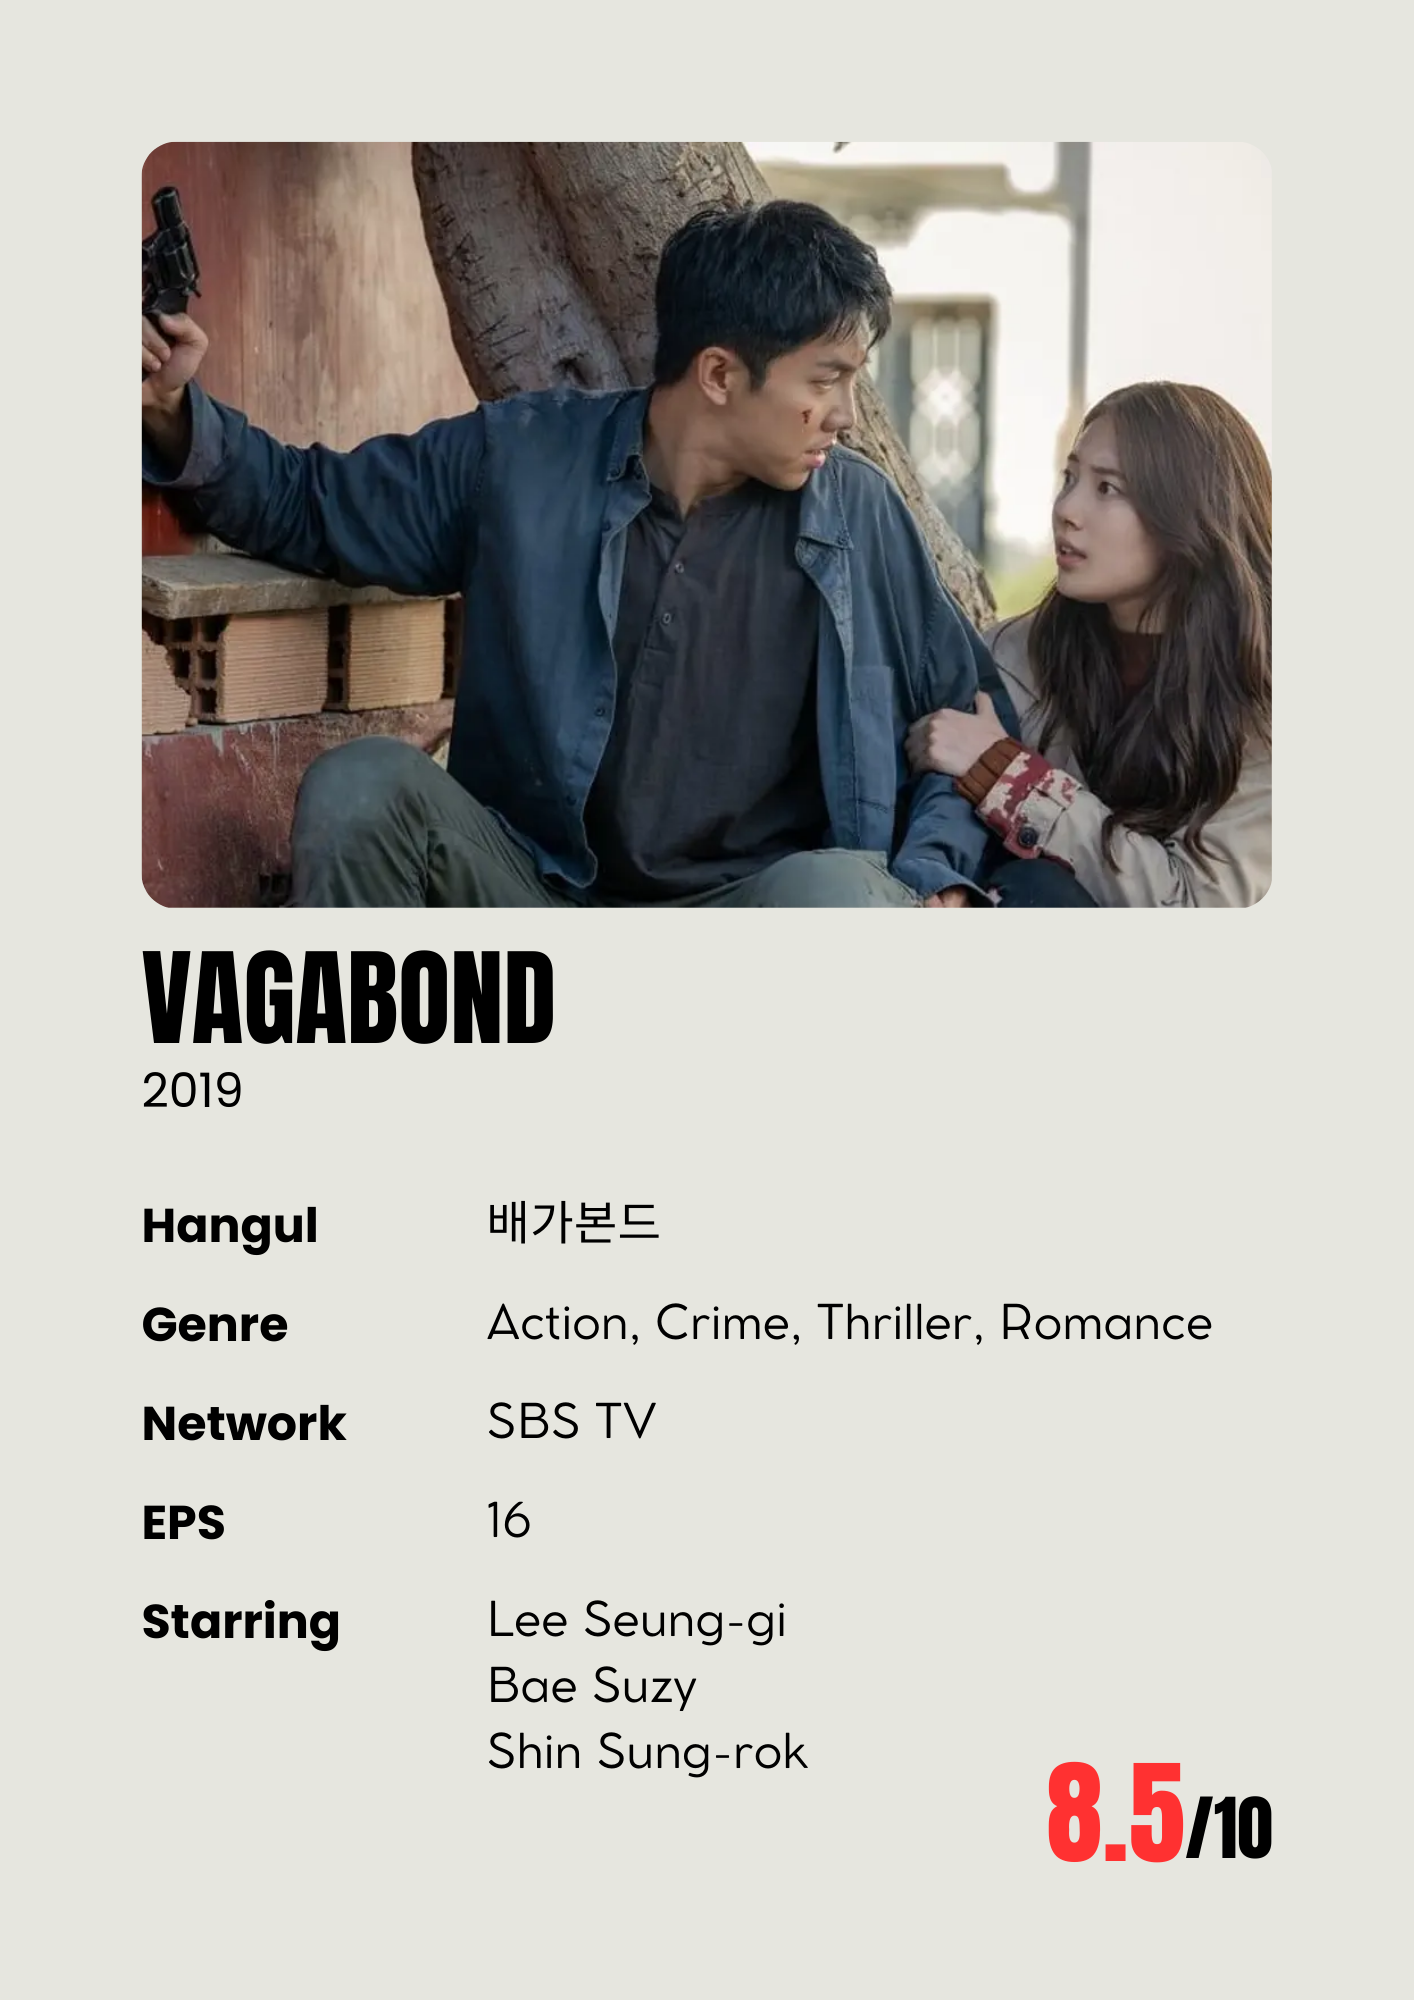 VAGABOND
2019
Hangul 배가본드
Genre Action, Crime, Thriller, Romance
Network SBS TV
EPS 16
Starring Lee Seung-gi
Bae Suzy
Shin Sung-rok
8.5/10